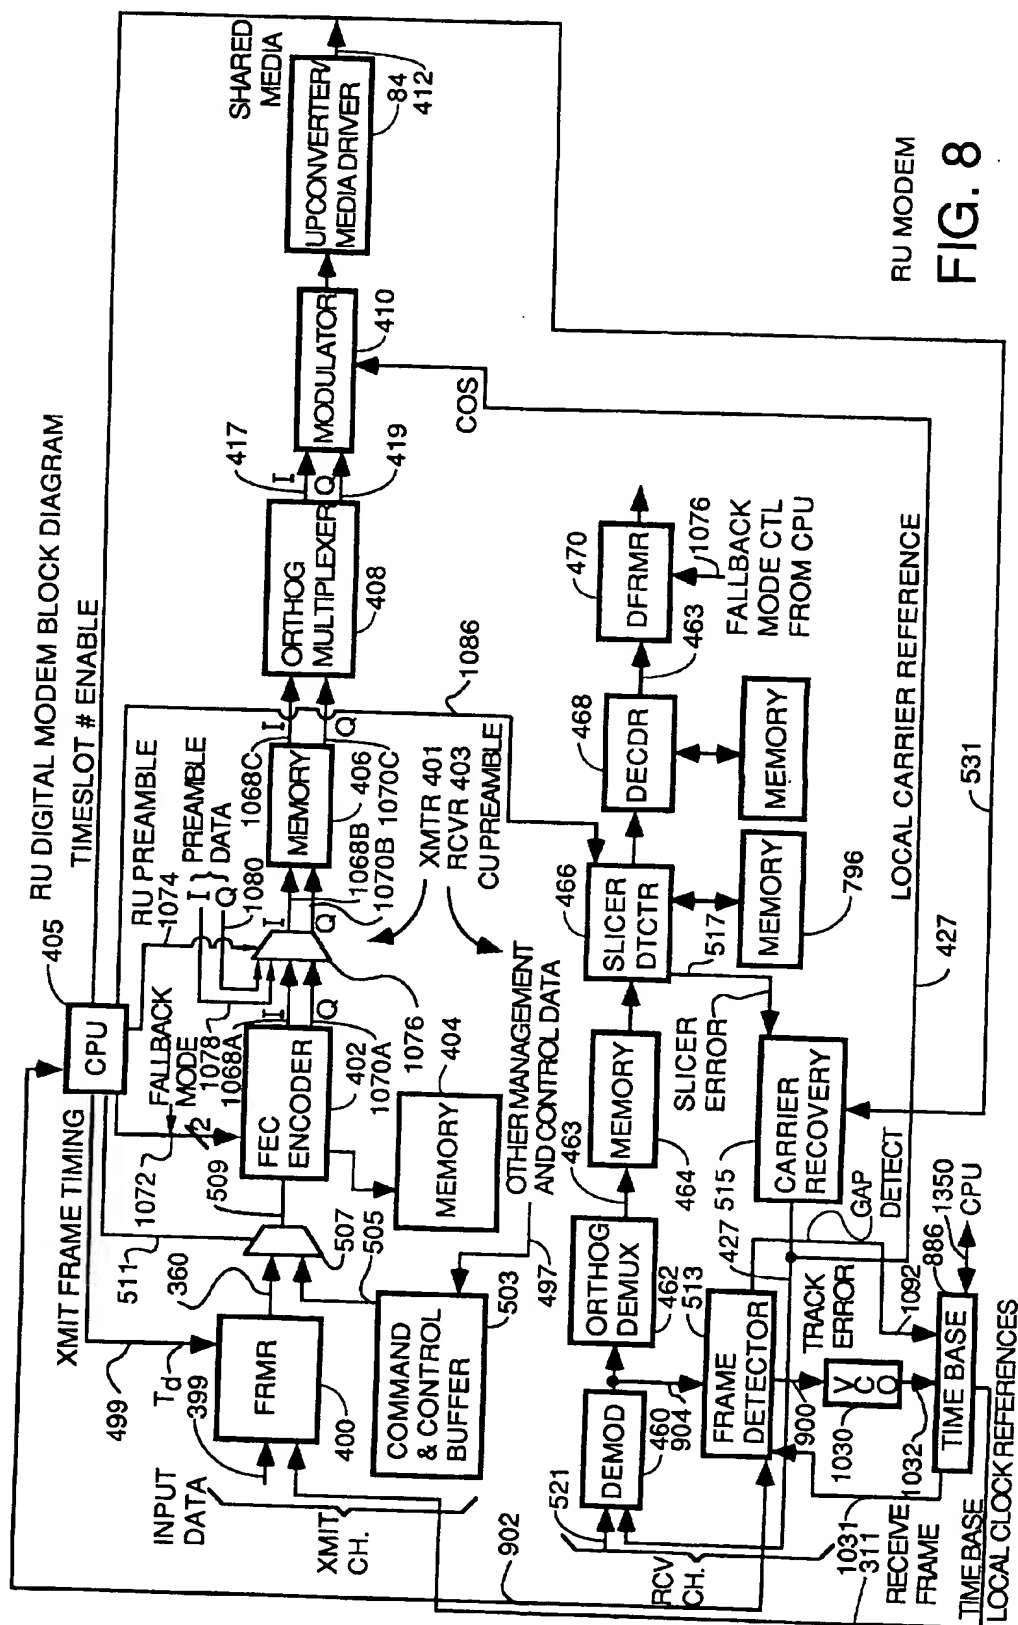 RU DIGITAL MODEM BLOCK DIAGRAM
TIMESLOT # ENABLE
405
CPU
XMIT FRAME TIMING
RU PREAMBLE
1074
FALLBACK
MODE
1072
2
1078
I } PREAMBLE
Q } DATA
1080
499
Td
399
INPUT
DATA
XMIT
CH.
FRMR
400
360
511
509
507
505
COMMAND
& CONTROL
BUFFER
503
497
OTHER MANAGEMENT
AND CONTROL DATA
FEC
ENCODER
402
1068A
I
Q
1070A
MEMORY
404
1076
I
Q
1068B
1070B
MEMORY
406
1068C
I
Q
1070C
XMTR 401
RCVR 403
CU PREAMBLE
1086
ORTHOG
MULTIPLEXER
408
417
I
Q
419
MODULATOR
410
COS
UPCONVERTER/
MEDIA DRIVER
84
412
SHARED
MEDIA
902
RCV
CH.
521
DEMOD
460
904
ORTHOG
DEMUX
462
463
MEMORY
464
SLICER
DTCTR
466
MEMORY
796
517
SLICER
ERROR
DECDR
468
MEMORY
463
DFRMR
470
1076
FALLBACK
MODE CTL
FROM CPU
513
FRAME
DETECTOR
900
427
515
CARRIER
RECOVERY
GAP
DETECT
TRACK
ERROR
1092
VCO
1030
1032
TIME BASE
886
1350
CPU
1031
311
RECEIVE
FRAME
TIME BASE
LOCAL CLOCK REFERENCES
LOCAL CARRIER REFERENCE
427
531
RU MODEM
FIG. 8